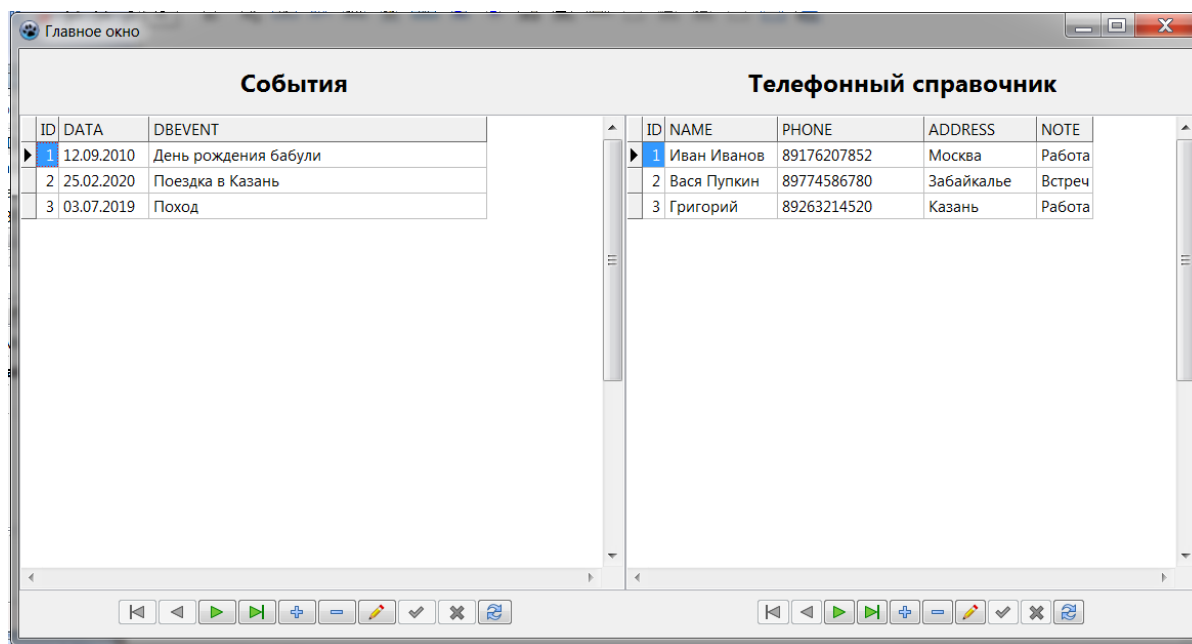 Главное окно
События
Телефонный справочник
ID DATA DBEVENT
1 12.09.2010 День рождения бабули
2 25.02.2020 Поездка в Казань
3 03.07.2019 Поход
ID NAME PHONE ADDRESS NOTE
1 Иван Иванов 89176207852 Москва Работа
2 Вася Пупкин 89774586780 Забайкалье Встреч
3 Григорий 89263214520 Казань Работа